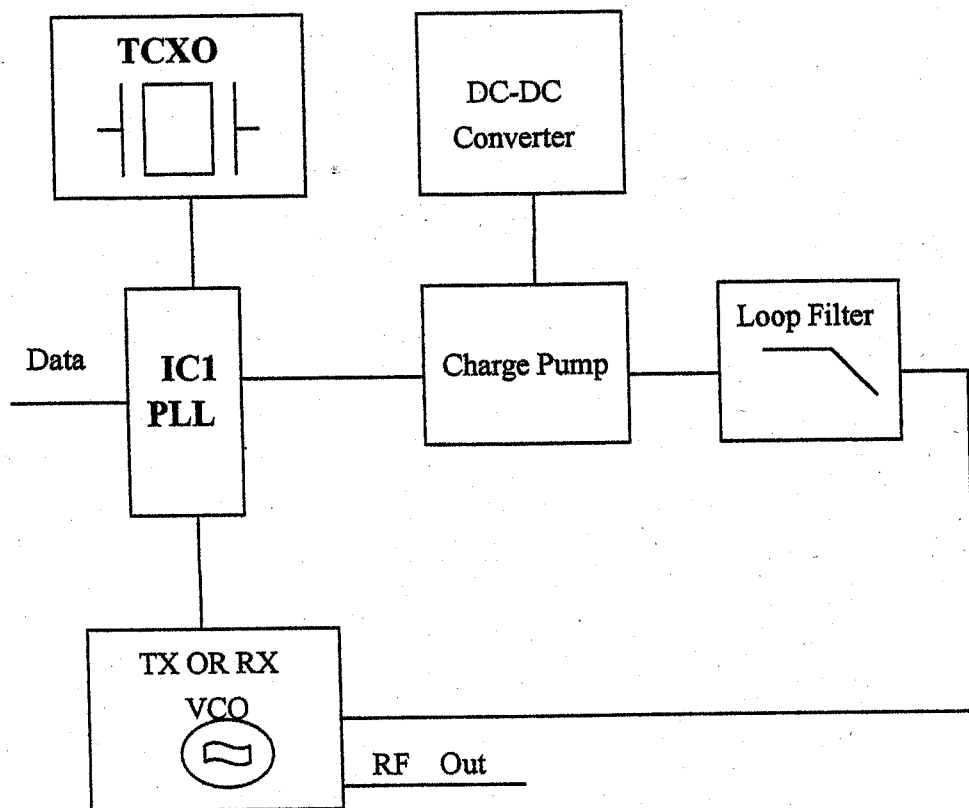 TCXO
DC-DC
Converter
Data
IC1
PLL
Charge Pump
Loop Filter
TX OR RX
VCO
RF Out